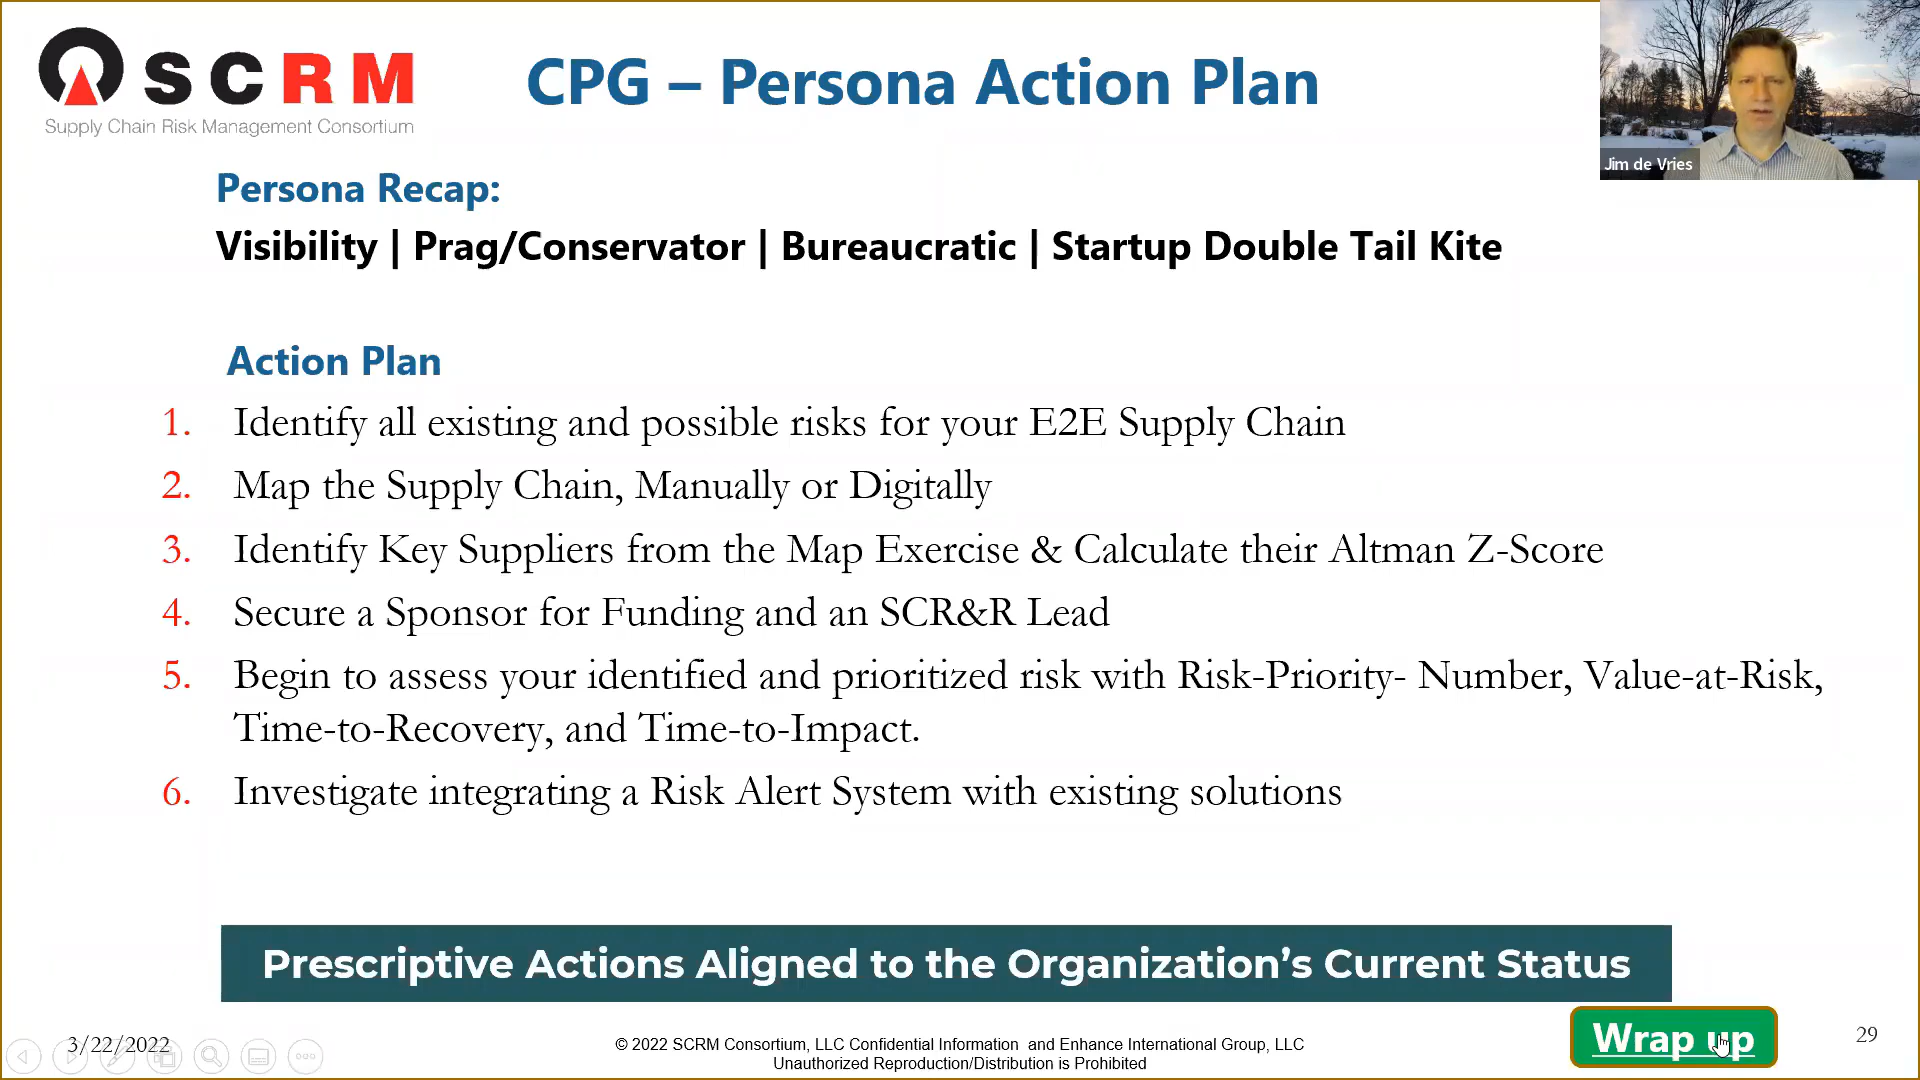 SCRM
Supply Chain Risk Management Consortium
CPG – Persona Action Plan
Jim de Vries
Persona Recap:
Visibility | Prag/Conservator | Bureaucratic | Startup Double Tail Kite
Action Plan
1. Identify all existing and possible risks for your E2E Supply Chain
2. Map the Supply Chain, Manually or Digitally
3. Identify Key Suppliers from the Map Exercise & Calculate their Altman Z-Score
4. Secure a Sponsor for Funding and an SCR&R Lead
5. Begin to assess your identified and prioritized risk with Risk-Priority- Number, Value-at-Risk,
Time-to-Recovery, and Time-to-Impact.
6. Investigate integrating a Risk Alert System with existing solutions
Prescriptive Actions Aligned to the Organization’s Current Status
3/22/2022
© 2022 SCRM Consortium, LLC Confidential Information and Enhance International Group, LLC
Unauthorized Reproduction/Distribution is Prohibited
Wrap up
29